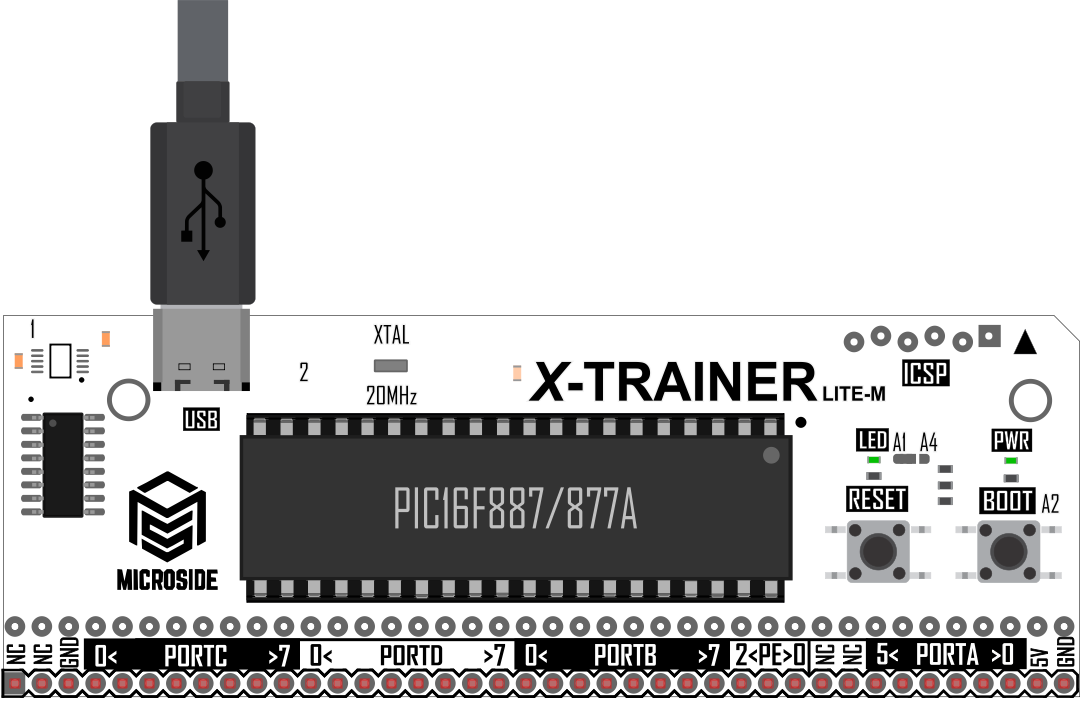 1
XTAL
2
20MHz
X-TRAINER LITE-M
ICSP
USB
LED A1 A4
PWR
RESET
BOOT A2
PIC16F887/877A
MICROSIDE
NC NC GND 0< PORTC >7 0< PORTD >7 0< PORTB >7 2<PE>0 NC NC 5< PORTA >0 5V GND